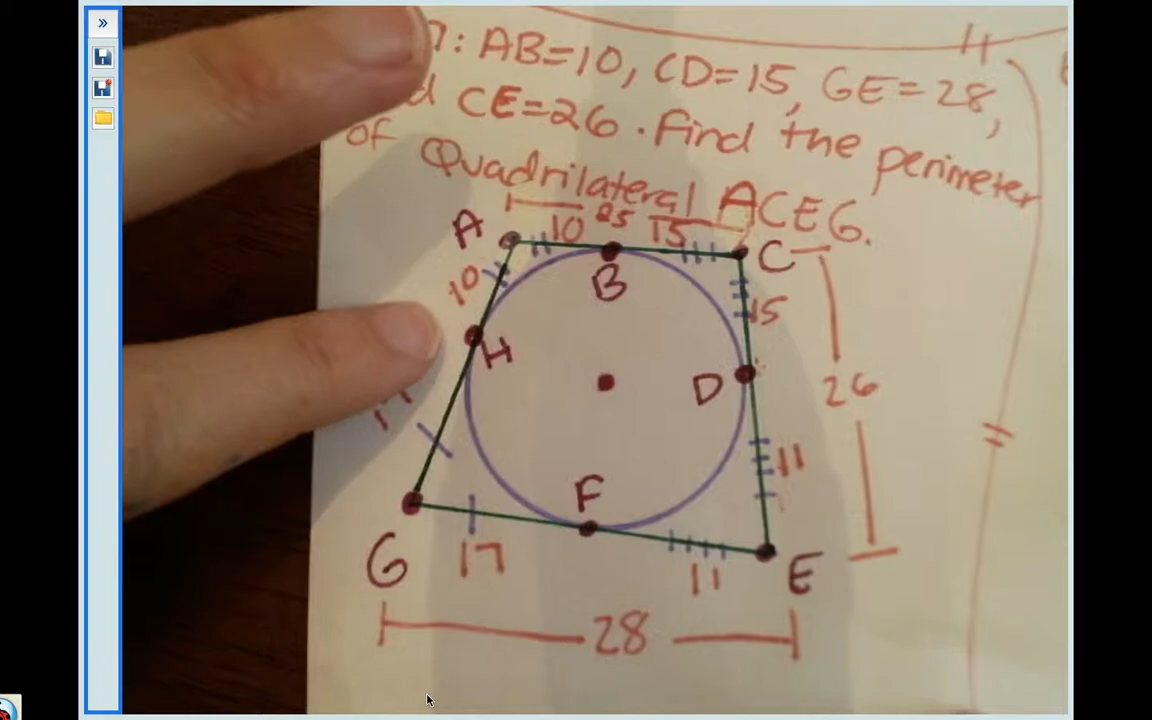 : AB=10, CD=15, GE=28,
CE=26. Find the perimeter
of Quadrilateral ACEG.
10 25 15
A
B
C
10
15
H
D
26
F
11
G
17
11
E
28